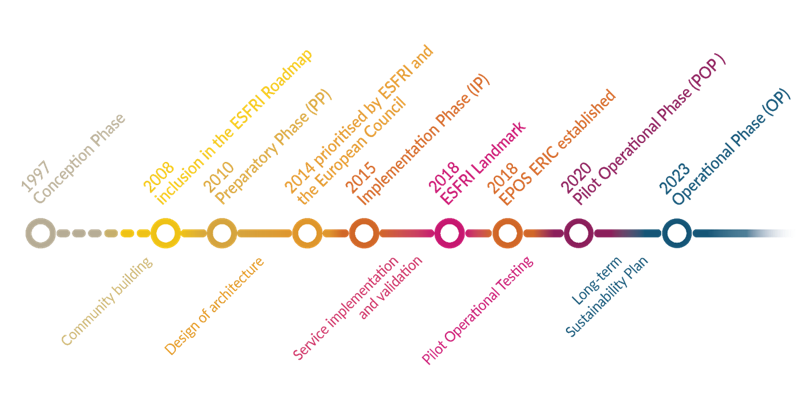 1997
Conception Phase
2008
inclusion in the ESFRI Roadmap
2010
Preparatory Phase (PP)
2014 prioritised by ESFRI and
the European Council
2015
Implementation Phase (IP)
2018
ESFRI Landmark
2018
EPOS ERIC established
2020
Pilot Operational Phase (POP)
2023
Operational Phase (OP)
Community building
Design of architecture
Service implementation
and validation
Pilot Operational Testing
Long-term
Sustainability Plan